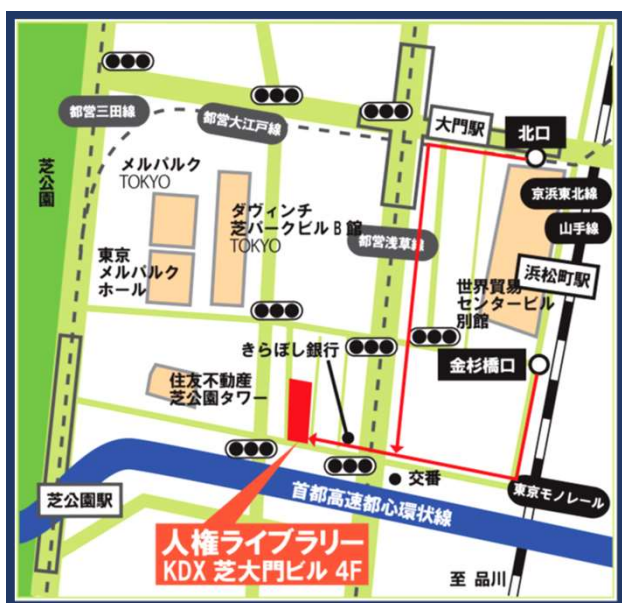 都営三田線
都営大江戸線
大門駅
北口
芝公園
メルパルク
TOKYO
京浜東北線
山手線
ダヴィンチ
芝パークビルB館
TOKYO
都営浅草線
東京
メルパルク
ホール
浜松町駅
世界貿易
センタービル
別館
きらぼし銀行
金杉橋口
住友不動産
芝公園タワー
交番
東京モノレール
芝公園駅
首都高速都心環状線
人権ライブラリー
KDX 芝大門ビル 4F
至 品川